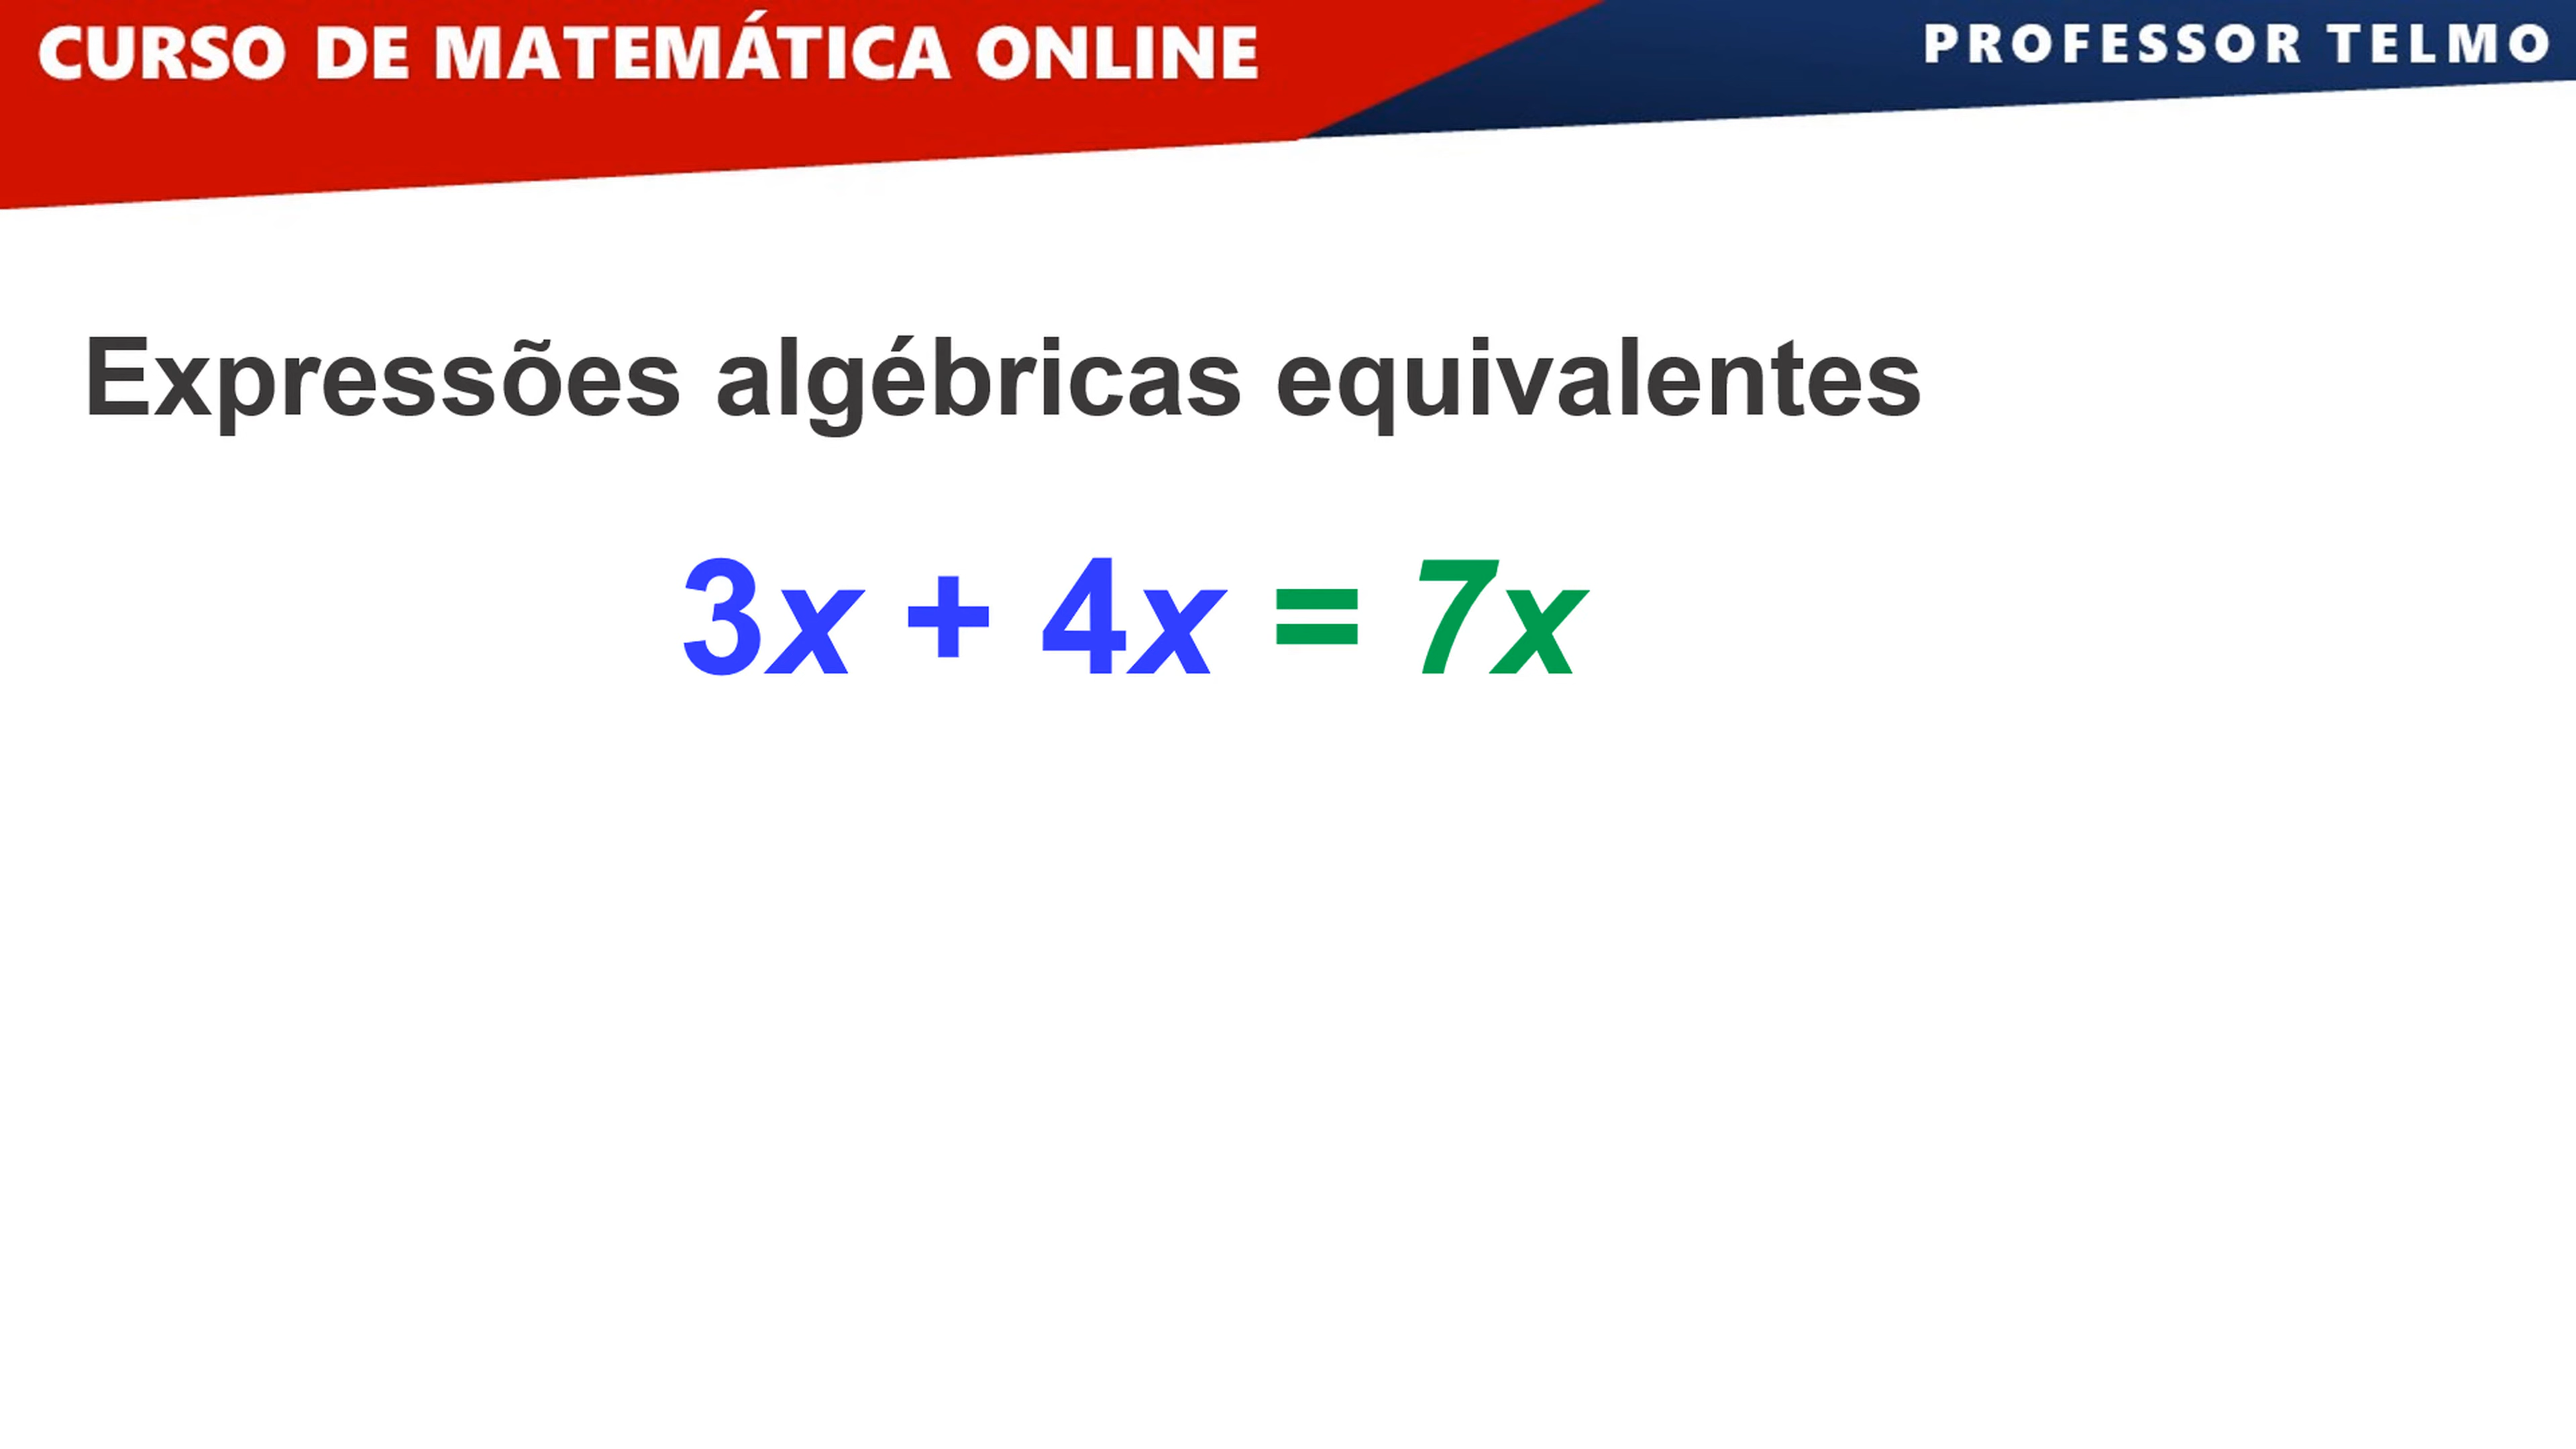 CURSO DE MATEMÁTICA ONLINE
PROFESSOR TELMO
Expressões algébricas equivalentes
3x + 4x = 7x